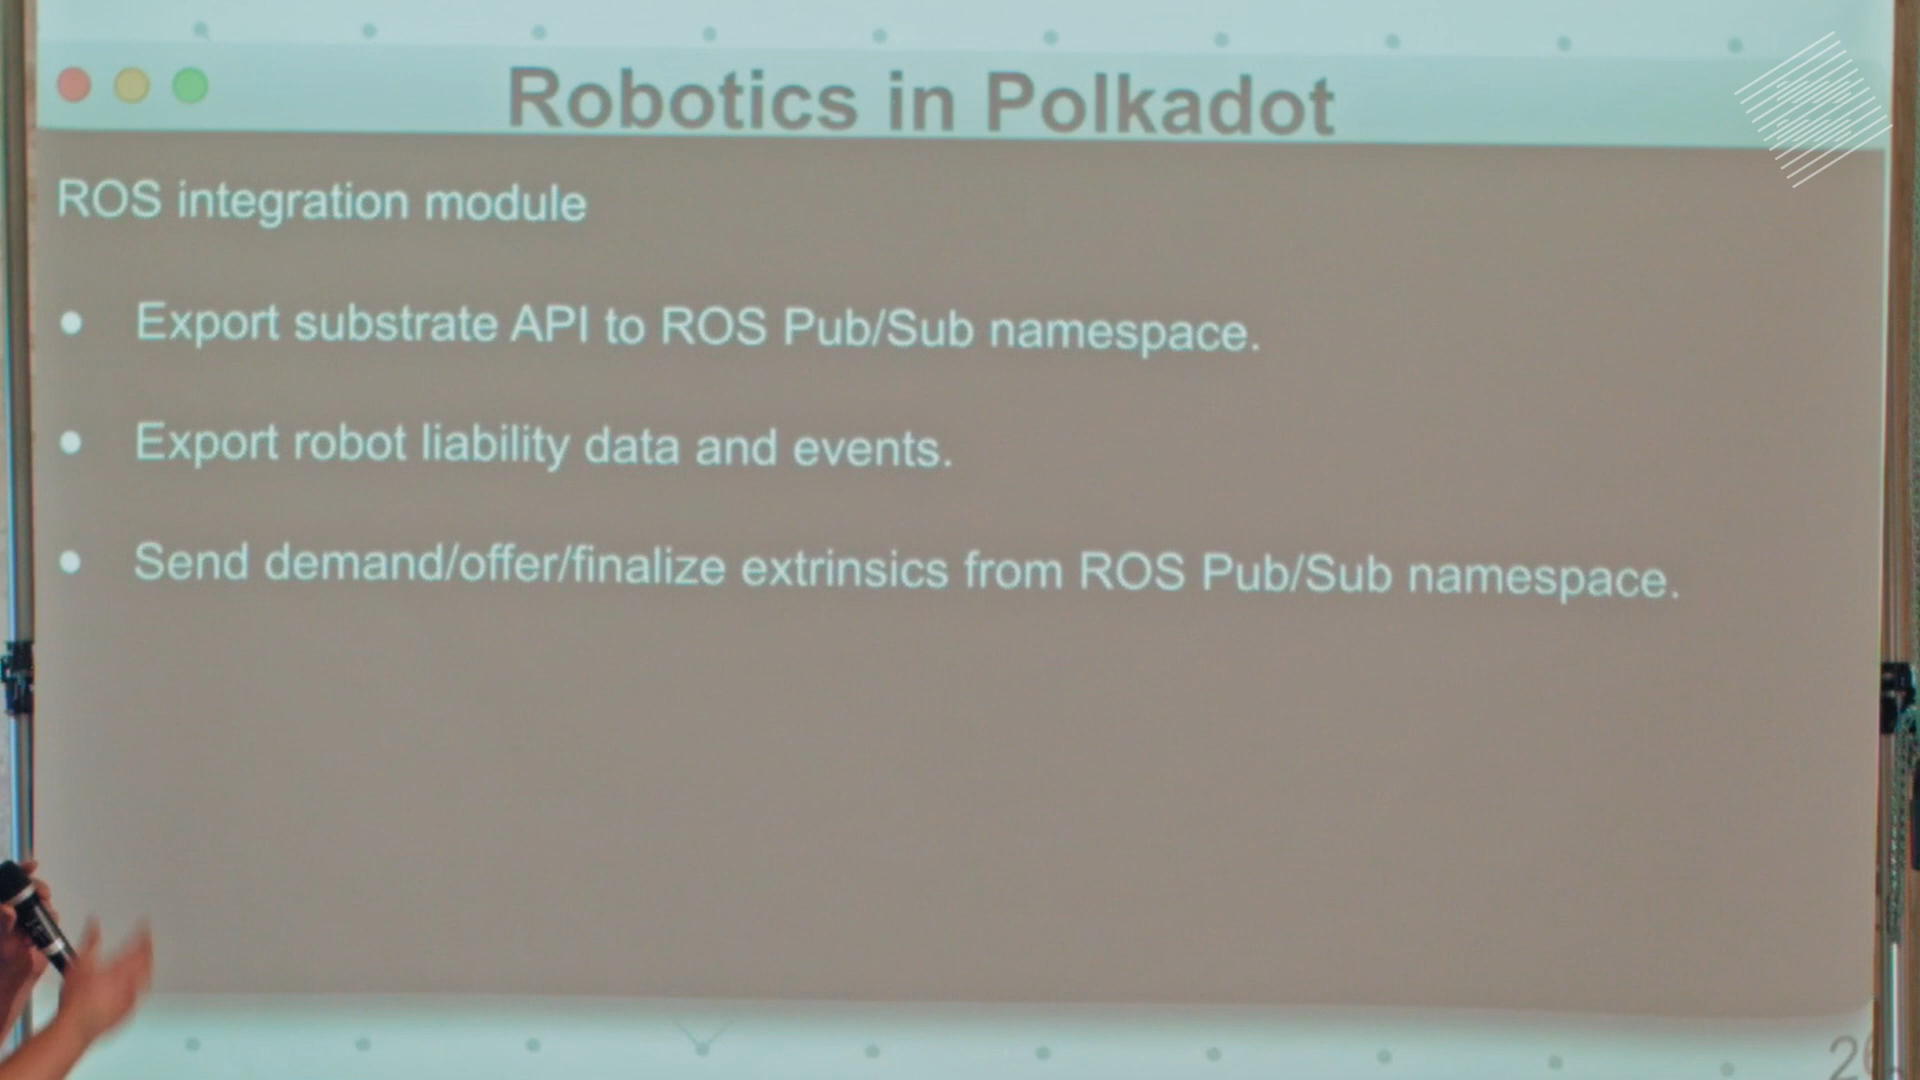 Robotics in Polkadot
ROS integration module
• Export substrate API to ROS Pub/Sub namespace.
• Export robot liability data and events.
• Send demand/offer/finalize extrinsics from ROS Pub/Sub namespace.